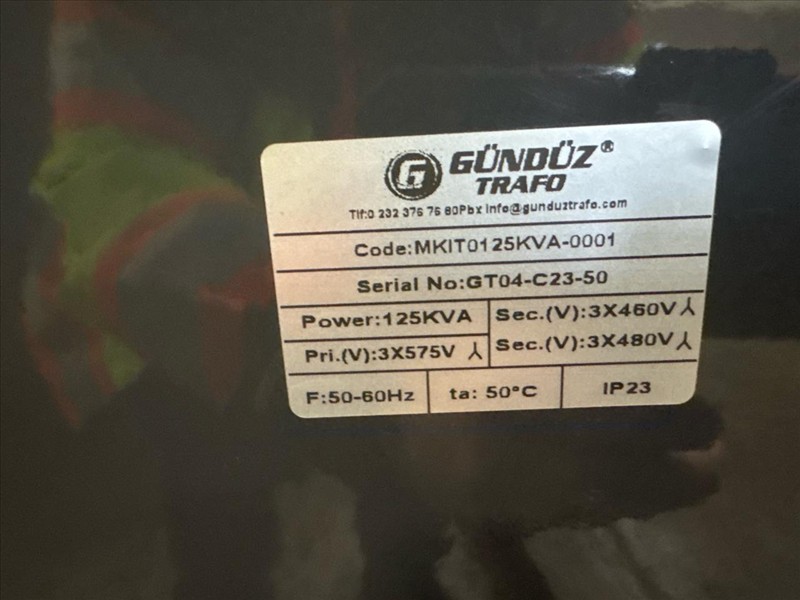 G GÜNDÜZ®
TRAFO
Tlf:0 232 376 76 80Pbx info@gunduztrafo.com
Code:MKIT0125KVA-0001
Serial No:GT04-C23-50
Power:125KVA
Pri.(V):3X575V
Sec.(V):3X460V
Sec.(V):3X480V
F:50-60Hz
ta: 50°C
IP23